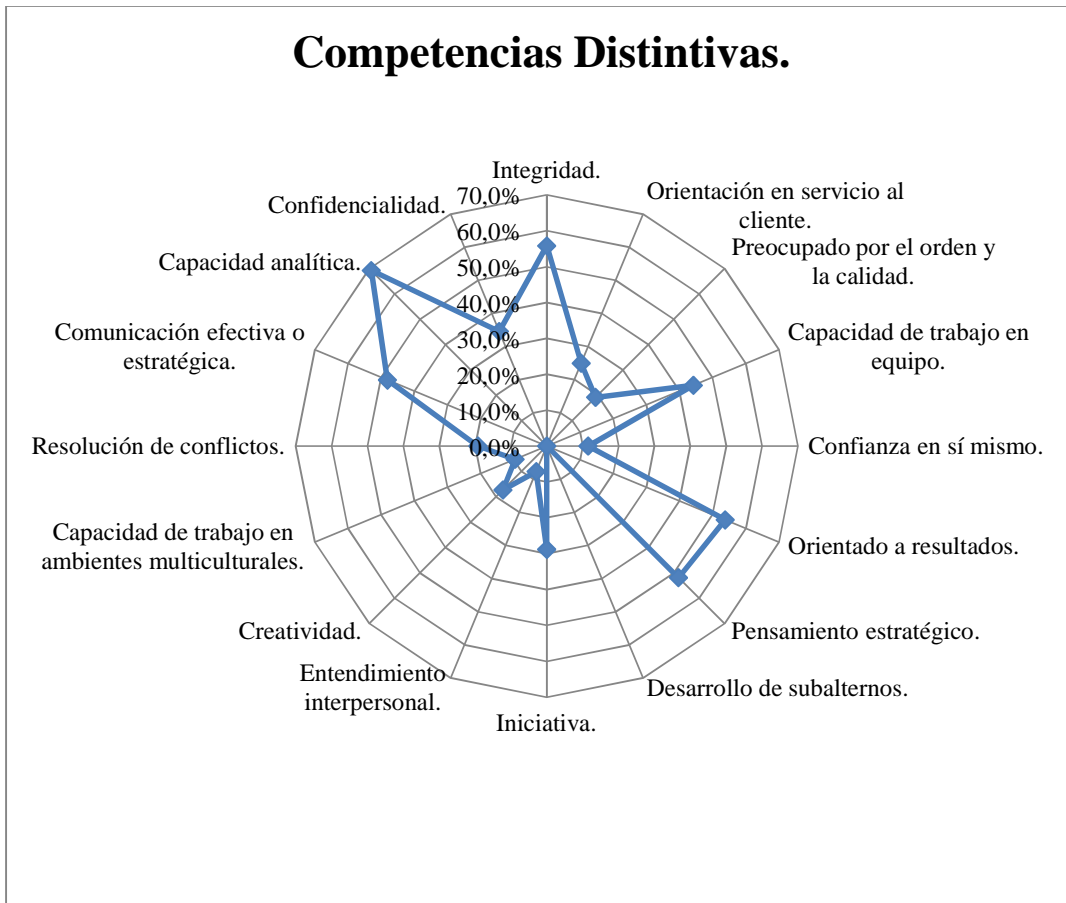 Competencias Distintivas.
Integridad.
Orientación en servicio al
cliente.
Preocupado por el orden y
la calidad.
Capacidad de trabajo en
equipo.
Confianza en sí mismo.
Orientado a resultados.
Pensamiento estratégico.
Desarrollo de subalternos.
Iniciativa.
Entendimiento
interpersonal.
Creatividad.
Capacidad de trabajo en
ambientes multiculturales.
Resolución de conflictos.
Comunicación efectiva o
estratégica.
Capacidad analítica.
Confidencialidad.
70,0%
60,0%
50,0%
40,0%
30,0%
20,0%
10,0%
0,0%